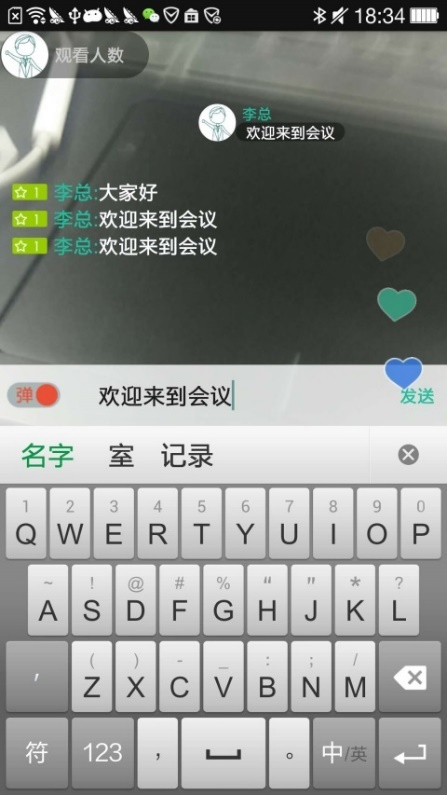 18:34
观看人数
李总
欢迎来到会议
1 李总:大家好
1 李总:欢迎来到会议
1 李总:欢迎来到会议
弹 欢迎来到会议 发送
名字 室 记录
1 2 3 4 5 6 7 8 9 0
Q W E R T Y U I O P
~ ! @ # % “ ” * ?
A S D F G H J K L
( ) - _ : ; /
' Z X C V B N M
符 123 , 。 中/英